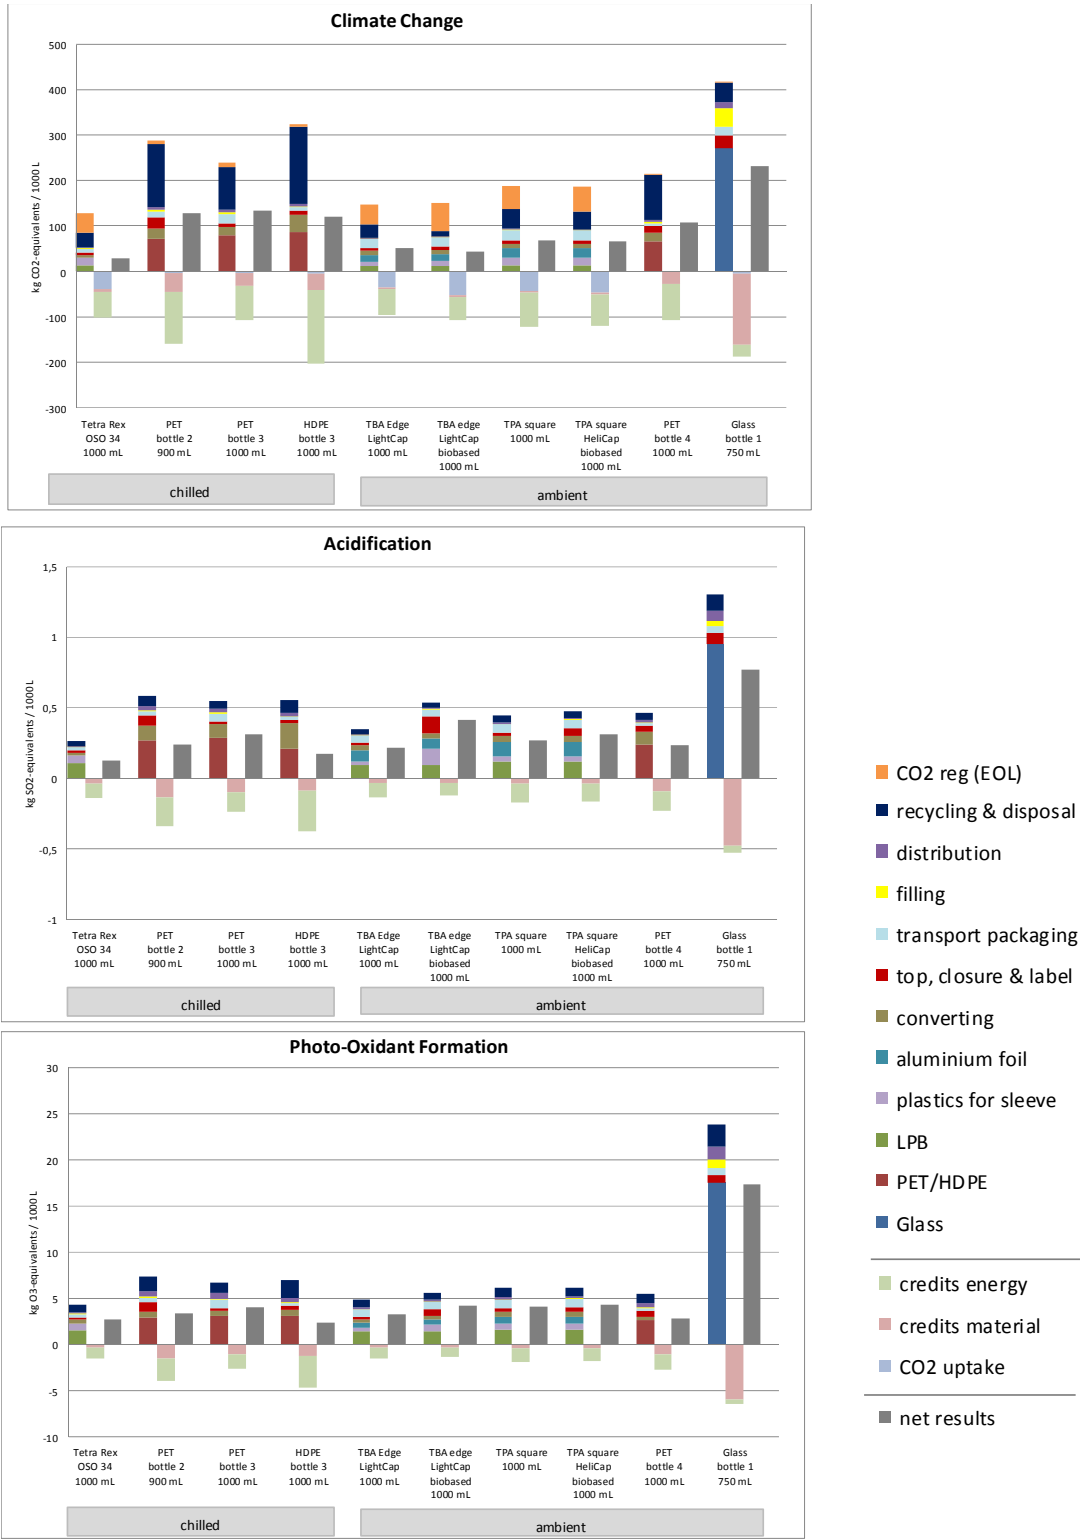 Climate Change
500
400
300
200
100
0
-100
-200
-300
kg CO2-equivalents / 1000 L
Tetra Rex OSO 34 1000 mL
PET bottle 2 900 mL
PET bottle 3 1000 mL
HDPE bottle 3 1000 mL
TBA Edge LightCap 1000 mL
TBA edge LightCap biobased 1000 mL
TPA square 1000 mL
TPA square HeliCap biobased 1000 mL
PET bottle 4 1000 mL
Glass bottle 1 750 mL
chilled
ambient
Acidification
1,5
1
0,5
0
-0,5
-1
kg SO2-equivalents / 1000L
Tetra Rex OSO 34 1000 mL
PET bottle 2 900 mL
PET bottle 3 1000 mL
HDPE bottle 3 1000 mL
TBA Edge LightCap 1000 mL
TBA edge LightCap biobased 1000 mL
TPA square 1000 mL
TPA square HeliCap biobased 1000 mL
PET bottle 4 1000 mL
Glass bottle 1 750 mL
chilled
ambient
Photo-Oxidant Formation
30
25
20
15
10
5
0
-5
-10
kg O3-equivalents / 1000 L
Tetra Rex OSO 34 1000 mL
PET bottle 2 900 mL
PET bottle 3 1000 mL
HDPE bottle 3 1000 mL
TBA Edge LightCap 1000 mL
TBA edge LightCap biobased 1000 mL
TPA square 1000 mL
TPA square HeliCap biobased 1000 mL
PET bottle 4 1000 mL
Glass bottle 1 750 mL
chilled
ambient
CO2 reg (EOL)
recycling & disposal
distribution
filling
transport packaging
top, closure & label
converting
aluminium foil
plastics for sleeve
LPB
PET/HDPE
Glass
credits energy
credits material
CO2 uptake
net results